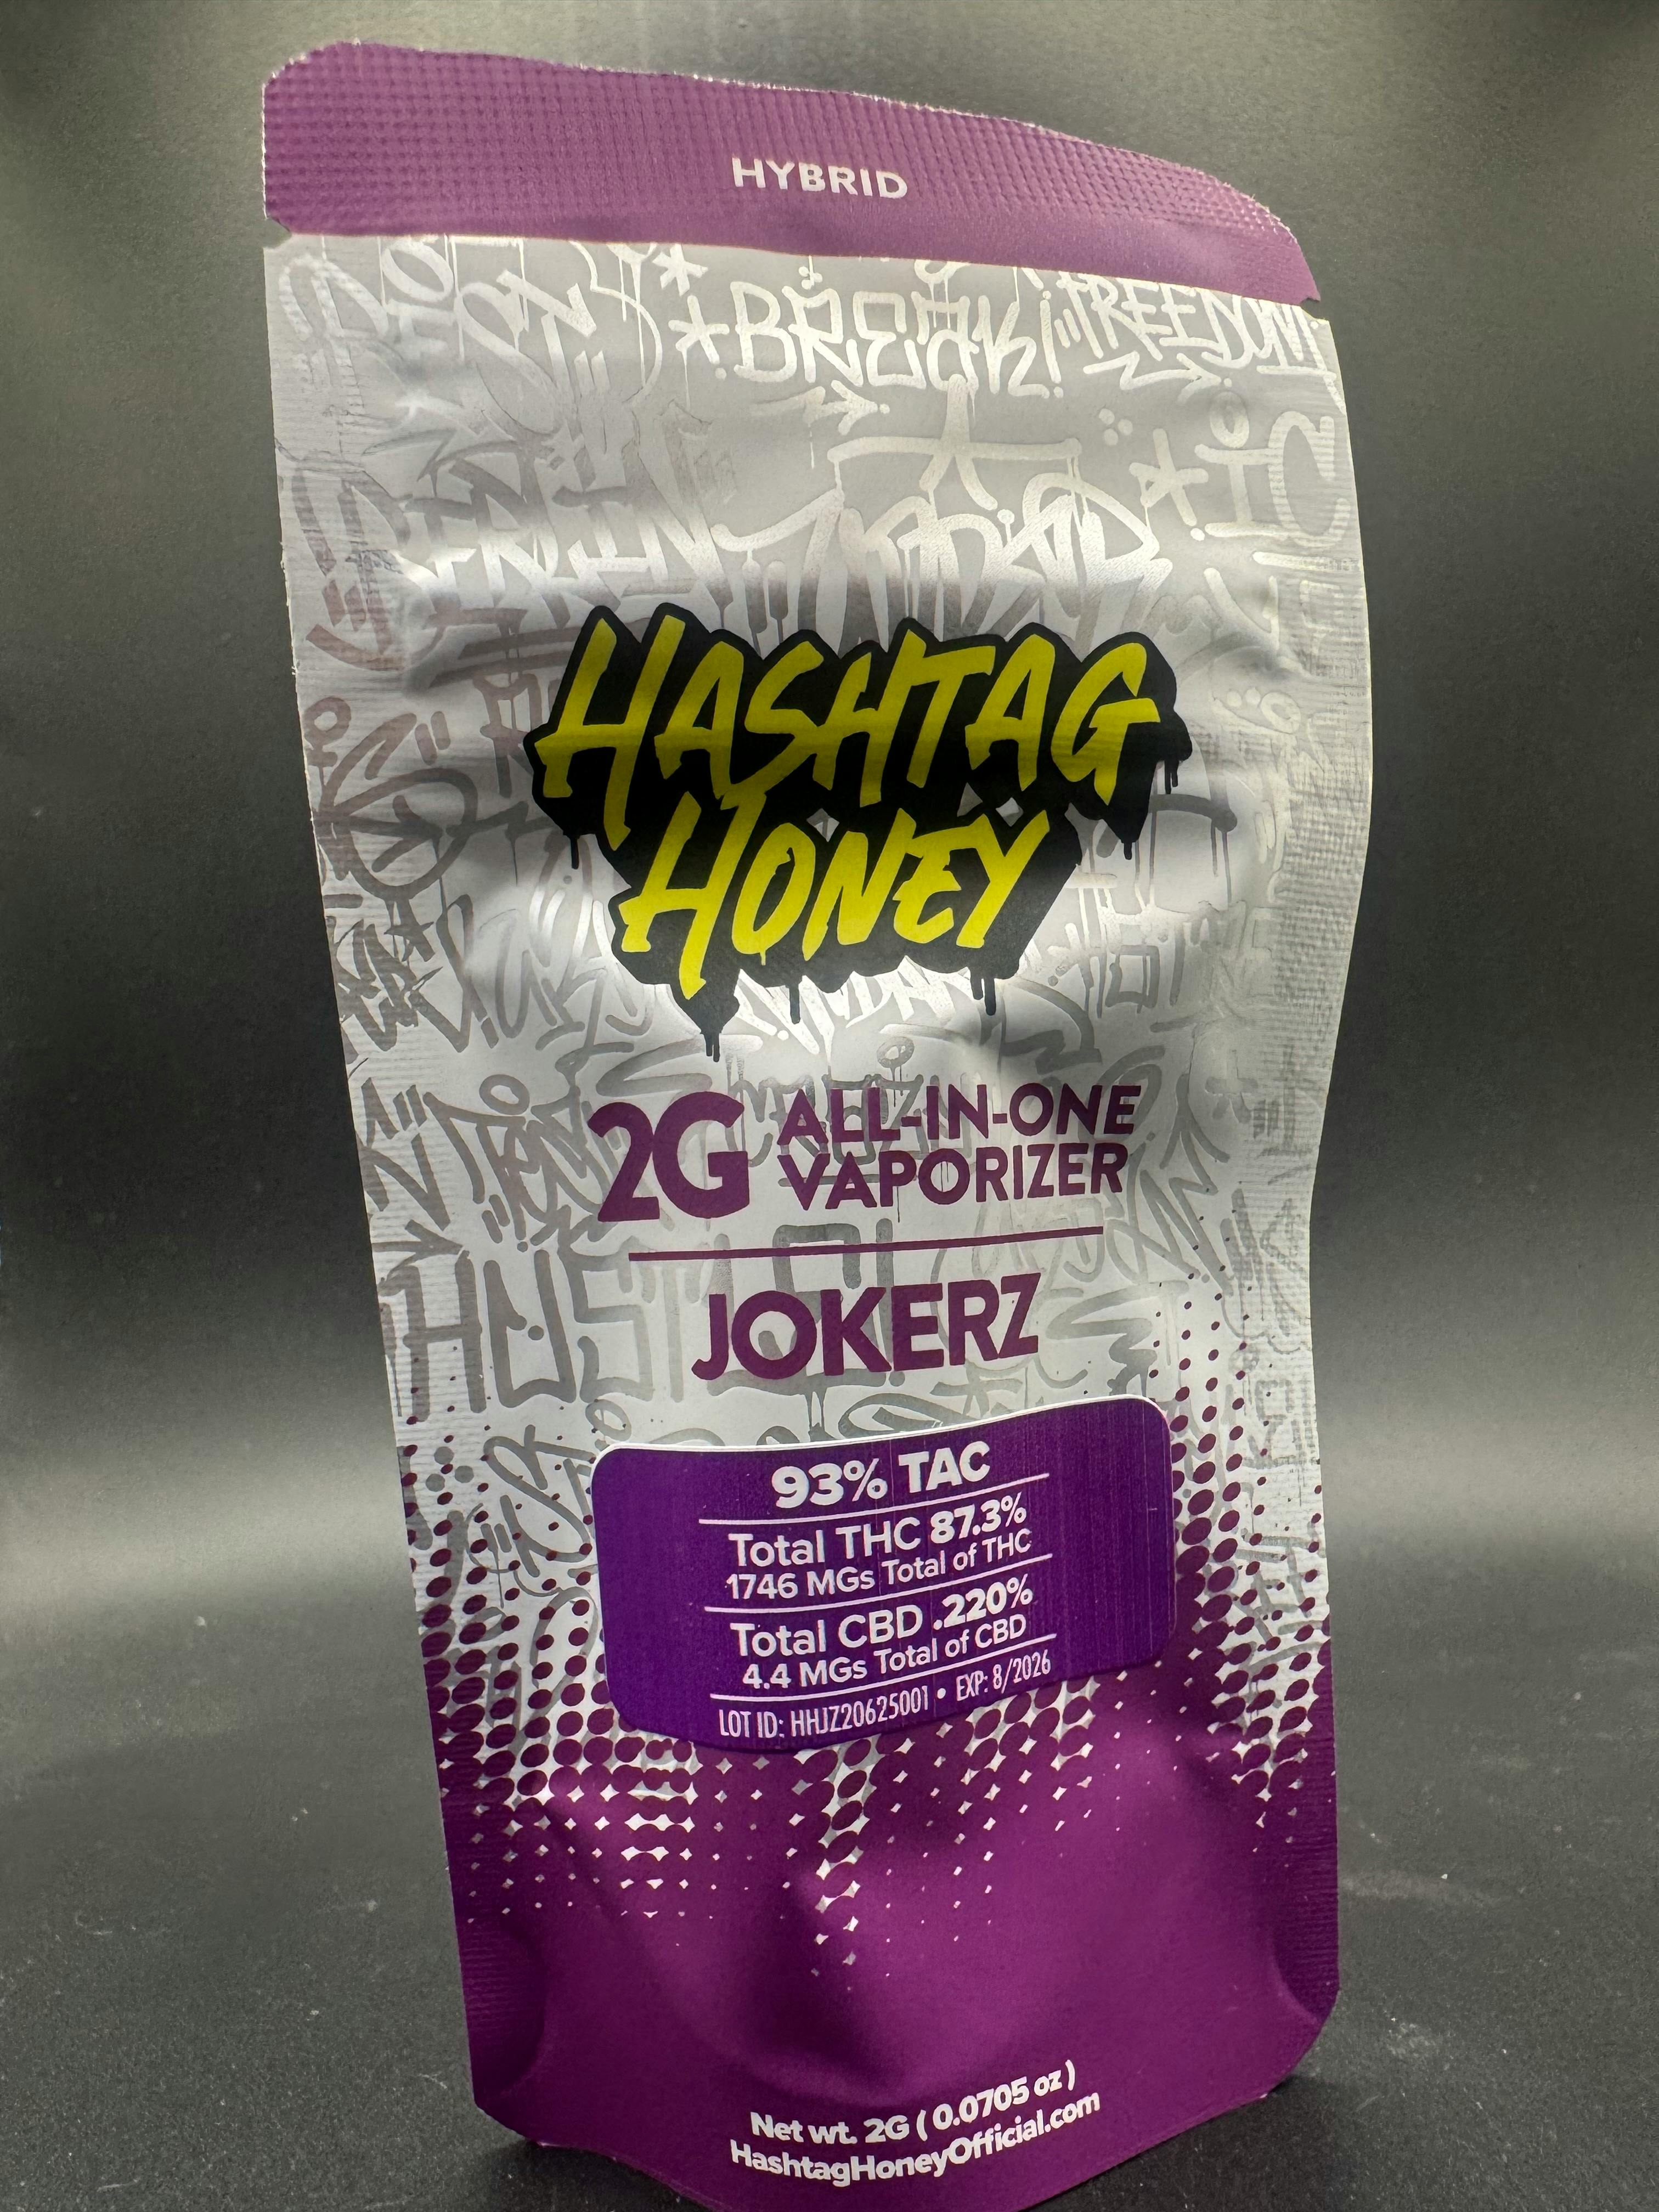 HYBRID
*BREAK! FREEDOM
HASHTAG
HONEY
2G ALL-IN-ONE
VAPORIZER
JOKERZ
93% TAC
Total THC 87.3%
1746 MGs Total of THC
Total CBD .220%
4.4 MGs Total of CBD
LOT ID: HHJZ20625001 • EXP: 8/2026
Net wt. 2G ( 0.0705 oz )
HashtagHoneyOfficial.com